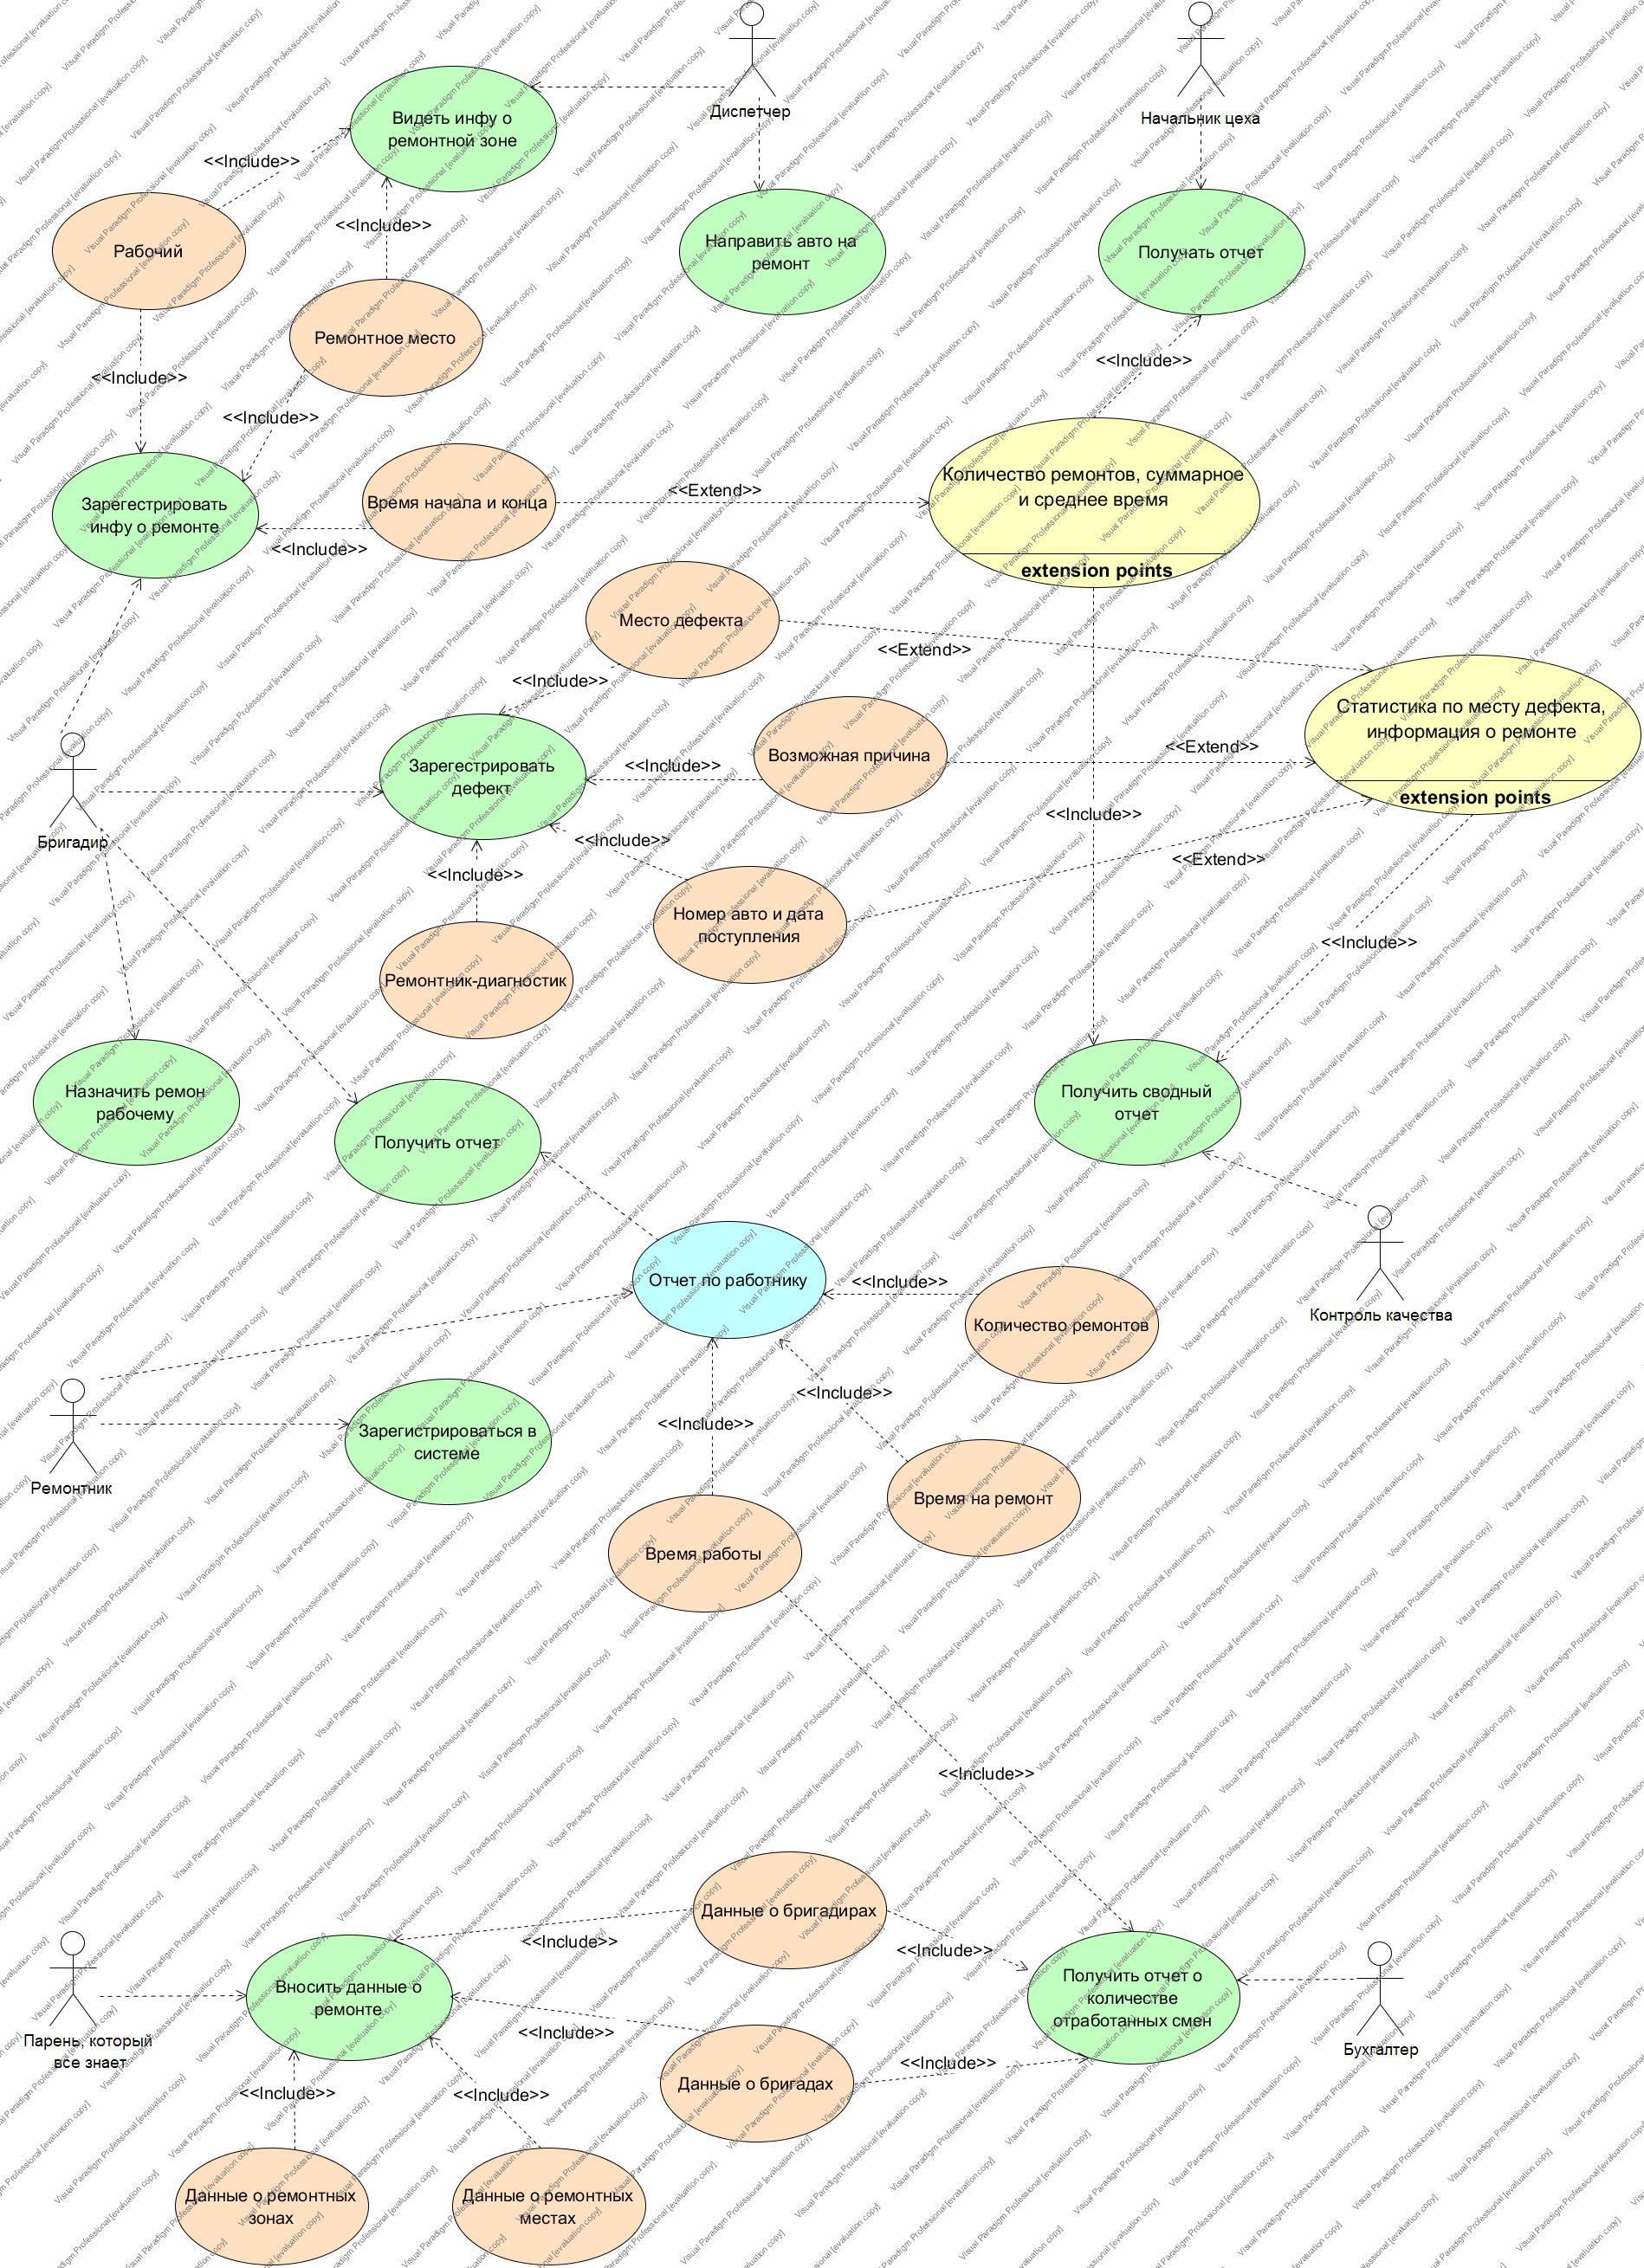 Диспетчер
Начальник цеха
Видеть инфу о
ремонтной зоне
<<Include>>
<<Include>>
Рабочий
Направить авто на
ремонт
Получать отчет
Ремонтное место
<<Include>>
<<Include>>
<<Include>>
Зарегестрировать
инфу о ремонте
Время начала и конца
<<Extend>>
<<Include>>
Количество ремонтов, суммарное
и среднее время
extension points
Место дефекта
<<Extend>>
<<Include>>
Статистика по месту дефекта,
информация о ремонте
extension points
Возможная причина
<<Extend>>
<<Include>>
Зарегестрировать
дефект
Бригадир
<<Include>>
<<Include>>
<<Extend>>
<<Include>>
Номер авто и дата
поступления
<<Include>>
Ремонтник-диагностик
Назначить ремон
рабочему
Получить отчет
Получить сводный
отчет
Отчет по работнику
<<Include>>
Количество ремонтов
Контроль качества
<<Include>>
<<Include>>
Зарегистрироваться в
системе
Ремонтник
Время на ремонт
Время работы
<<Include>>
Данные о бригадирах
<<Include>>
<<Include>>
Вносить данные о
ремонте
Получить отчет о
количестве
отработанных смен
Парень, который
все знает
Бухгалтер
<<Include>>
<<Include>>
Данные о бригадах
<<Include>>
<<Include>>
Данные о ремонтных
зонах
Данные о ремонтных
местах
Visual Paradigm Professional [evaluation copy]